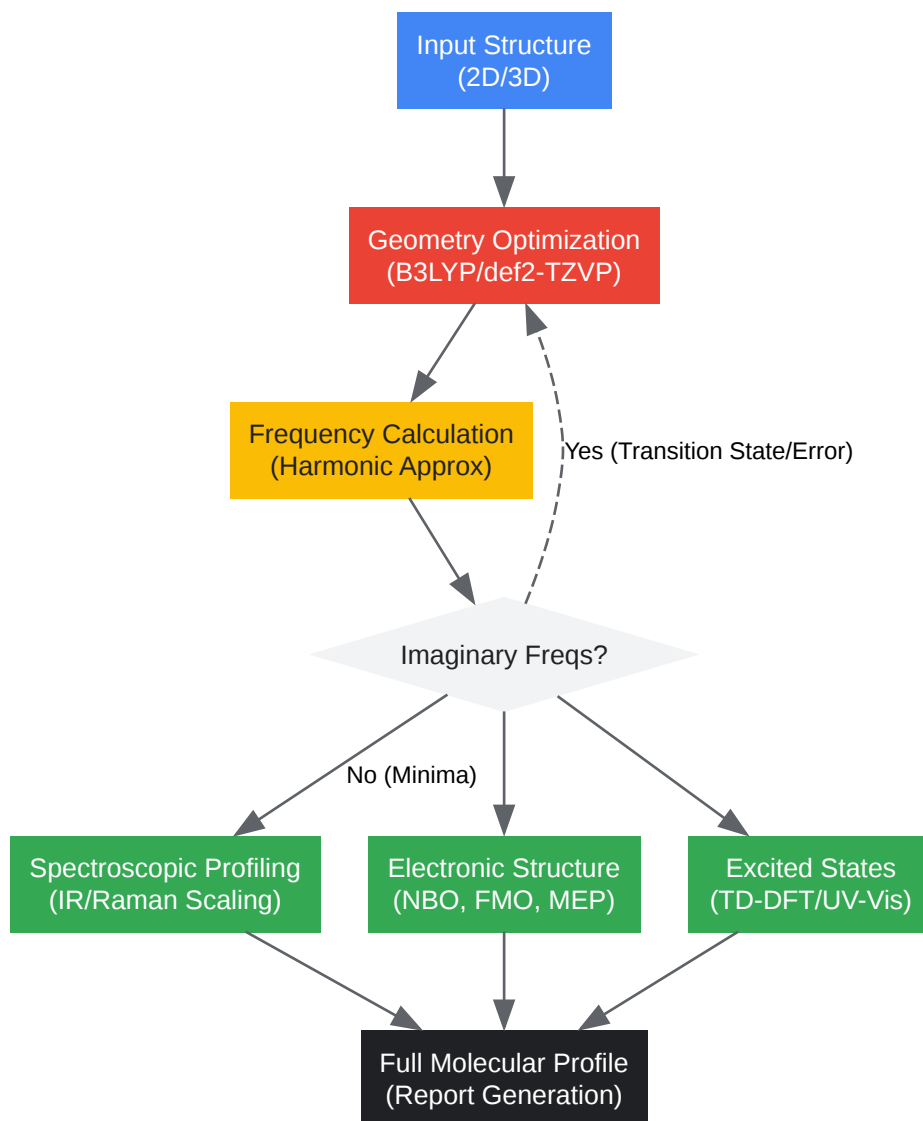 Input Structure
(2D/3D)
Geometry Optimization
(B3LYP/def2-TZVP)
Frequency Calculation
(Harmonic Approx)
Yes (Transition State/Error)
Imaginary Freqs?
No (Minima)
Spectroscopic Profiling
(IR/Raman Scaling)
Electronic Structure
(NBO, FMO, MEP)
Excited States
(TD-DFT/UV-Vis)
Full Molecular Profile
(Report Generation)